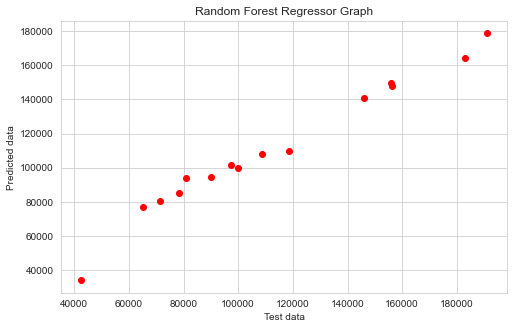 Random Forest Regressor Graph
180000
160000
140000
120000
100000
80000
60000
40000
Predicted data
40000 60000 80000 100000 120000 140000 160000 180000
Test data